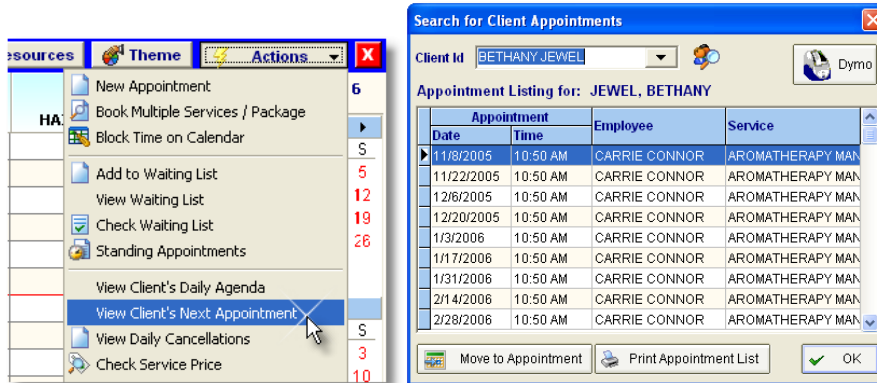 esources Theme Actions X
HA 6
New Appointment
Book Multiple Services / Package
Block Time on Calendar
S
Add to Waiting List
5
View Waiting List
12
Check Waiting List
19
Standing Appointments
26
View Client's Daily Agenda
View Client's Next Appointment
View Daily Cancellations
S
Check Service Price
3
10
Search for Client Appointments X
Client Id BETHANY JEWEL
Dymo
Appointment Listing for: JEWEL, BETHANY
Appointment
Date Time Employee Service
11/8/2005 10:50 AM CARRIE CONNOR AROMATHERAPY MAN
11/22/2005 10:50 AM CARRIE CONNOR AROMATHERAPY MAN
12/6/2005 10:50 AM CARRIE CONNOR AROMATHERAPY MAN
12/20/2005 10:50 AM CARRIE CONNOR AROMATHERAPY MAN
1/3/2006 10:50 AM CARRIE CONNOR AROMATHERAPY MAN
1/17/2006 10:50 AM CARRIE CONNOR AROMATHERAPY MAN
1/31/2006 10:50 AM CARRIE CONNOR AROMATHERAPY MAN
2/14/2006 10:50 AM CARRIE CONNOR AROMATHERAPY MAN
2/28/2006 10:50 AM CARRIE CONNOR AROMATHERAPY MAN
Move to Appointment Print Appointment List OK